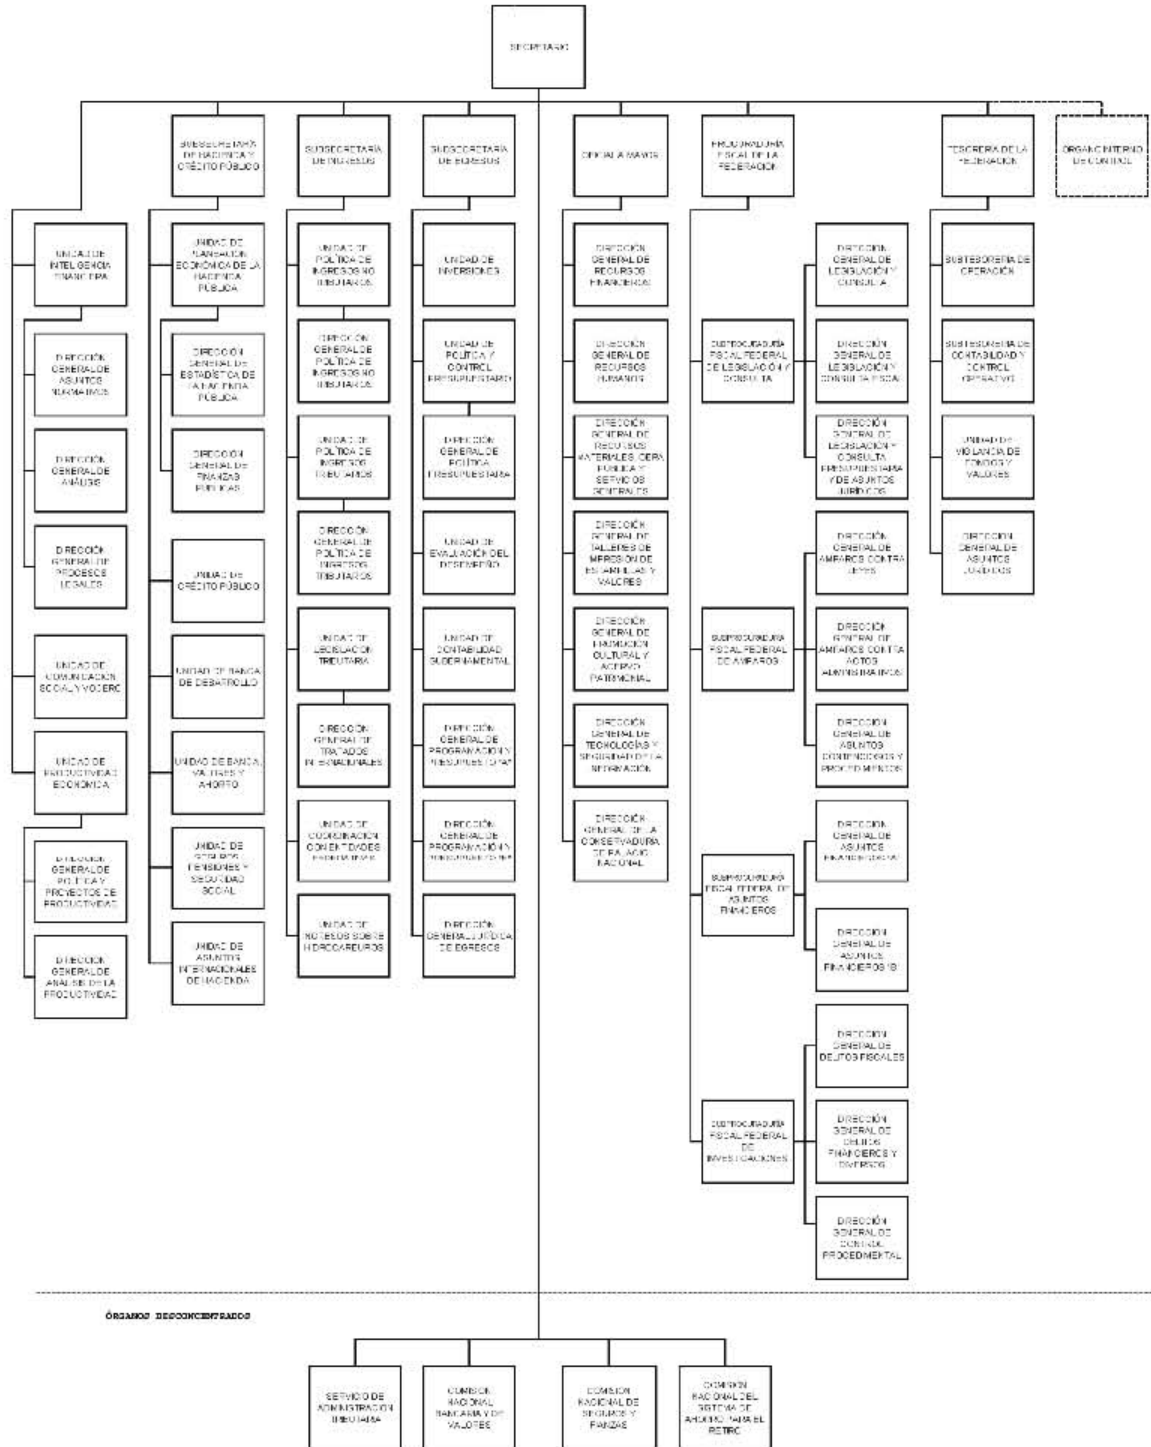 SECRETARIO
SUBSECRETARÍA
DE HACIENDA Y
CRÉDITO PÚBLICO
SUBSECRETARÍA
DE INGRESOS
SUBSECRETARÍA
DE EGRESOS
OFICIALÍA MAYOR
PROCURADURÍA
FISCAL DE LA
FEDERACIÓN
TESORERÍA DE LA
FEDERACIÓN
ÓRGANO INTERNO
DE CONTROL
UNIDAD DE
INTELIGENCIA
FINANCIERA
DIRECCIÓN
GENERAL DE
ASUNTOS
NORMATIVOS
DIRECCIÓN
GENERAL DE
ANÁLISIS
DIRECCIÓN
GENERAL DE
PROCESOS
LEGALES
UNIDAD DE
COMUNICACIÓN
SOCIAL Y VOCERO
UNIDAD DE
PRODUCTIVIDAD
ECONÓMICA
DIRECCIÓN
GENERAL DE
POLÍTICA Y
PROYECTOS DE
PRODUCTIVIDAD
DIRECCIÓN
GENERAL DE
ANÁLISIS DE LA
PRODUCTIVIDAD
UNIDAD DE
PLANEACIÓN
ECONÓMICA DE LA
HACIENDA
PÚBLICA
DIRECCIÓN
GENERAL DE
ESTADÍSTICA DE
LA HACIENDA
PÚBLICA
DIRECCIÓN
GENERAL DE
FINANZAS
PÚBLICAS
UNIDAD DE
CRÉDITO PÚBLICO
UNIDAD DE BANCA
DE DESARROLLO
UNIDAD DE BANCA,
VALORES Y
AHORRO
UNIDAD DE
SEGUROS,
PENSIONES Y
SEGURIDAD
SOCIAL
UNIDAD DE
ASUNTOS
INTERNACIONALES
DE HACIENDA
UNIDAD DE
POLÍTICA DE
INGRESOS NO
TRIBUTARIOS
DIRECCIÓN
GENERAL DE
POLÍTICA DE
INGRESOS NO
TRIBUTARIOS
UNIDAD DE
POLÍTICA DE
INGRESOS
TRIBUTARIOS
DIRECCIÓN
GENERAL DE
POLÍTICA DE
INGRESOS
TRIBUTARIOS
UNIDAD DE
LEGISLACIÓN
TRIBUTARIA
DIRECCIÓN
GENERAL DE
TRATADOS
INTERNACIONALES
UNIDAD DE
COORDINACIÓN
CON ENTIDADES
FEDERATIVAS
UNIDAD DE
INGRESOS SOBRE
HIDROCARBUROS
UNIDAD DE
INVERSIONES
UNIDAD DE
POLÍTICA Y
CONTROL
PRESUPUESTARIO
DIRECCIÓN
GENERAL DE
POLÍTICA
PRESUPUESTARIA
UNIDAD DE
EVALUACIÓN DEL
DESEMPEÑO
UNIDAD DE
CONTABILIDAD
GUBERNAMENTAL
DIRECCIÓN
GENERAL DE
PROGRAMACIÓN Y
PRESUPUESTO "A"
DIRECCIÓN
GENERAL DE
PROGRAMACIÓN Y
PRESUPUESTO "B"
DIRECCIÓN
GENERAL JURÍDICA
DE EGRESOS
DIRECCIÓN
GENERAL DE
RECURSOS
FINANCIEROS
DIRECCIÓN
GENERAL DE
RECURSOS
HUMANOS
DIRECCIÓN
GENERAL DE
RECURSOS
MATERIALES, OBRA
PÚBLICA Y
SERVICIOS
GENERALES
DIRECCIÓN
GENERAL DE
TALLERES DE
IMPRESIÓN DE
ESTAMPILLAS Y
VALORES
DIRECCIÓN
GENERAL DE
PROMOCIÓN
CULTURAL Y
ACERVO
PATRIMONIAL
DIRECCIÓN
GENERAL DE
TECNOLOGÍAS Y
SEGURIDAD DE LA
INFORMACIÓN
DIRECCIÓN
GENERAL DE LA
CONSERVADURÍA
DE PALACIO
NACIONAL
SUBPROCURADURÍA
FISCAL FEDERAL
DE LEGISLACIÓN Y
CONSULTA
SUBPROCURADURÍA
FISCAL FEDERAL
DE AMPAROS
SUBPROCURADURÍA
FISCAL FEDERAL DE
ASUNTOS
FINANCIEROS
SUBPROCURADURÍA
FISCAL FEDERAL
DE
INVESTIGACIONES
DIRECCIÓN
GENERAL DE
LEGISLACIÓN Y
CONSULTA
DIRECCIÓN
GENERAL DE
LEGISLACIÓN Y
CONSULTA FISCAL
DIRECCIÓN
GENERAL DE
LEGISLACIÓN Y
CONSULTA
PRESUPUESTARIA
Y DE ASUNTOS
JURÍDICOS
DIRECCIÓN
GENERAL DE
AMPAROS CONTRA
LEYES
DIRECCIÓN
GENERAL DE
AMPAROS CONTRA
ACTOS
ADMINISTRATIVOS
DIRECCIÓN
GENERAL DE
ASUNTOS
CONTENCIOSOS Y
PROCEDIMIENTOS
DIRECCIÓN
GENERAL DE
ASUNTOS
FINANCIEROS "A"
DIRECCIÓN
GENERAL DE
ASUNTOS
FINANCIEROS "B"
DIRECCIÓN
GENERAL DE
DELITOS FISCALES
DIRECCIÓN
GENERAL DE
DELITOS
FINANCIEROS Y
DIVERSOS
DIRECCIÓN
GENERAL DE
CONTROL
PROCEDIMENTAL
SUBTESORERÍA DE
OPERACIÓN
SUBTESORERÍA DE
CONTABILIDAD Y
CONTROL
OPERATIVO
UNIDAD DE
VIGILANCIA DE
FONDOS Y
VALORES
DIRECCIÓN
GENERAL DE
ASUNTOS
JURÍDICOS
ÓRGANOS DESCONCENTRADOS
SERVICIO DE
ADMINISTRACIÓN
TRIBUTARIA
COMISIÓN
NACIONAL
BANCARIA Y DE
VALORES
COMISIÓN
NACIONAL DE
SEGUROS Y
FIANZAS
COMISIÓN
NACIONAL DEL
SISTEMA DE
AHORRO PARA EL
RETIRO